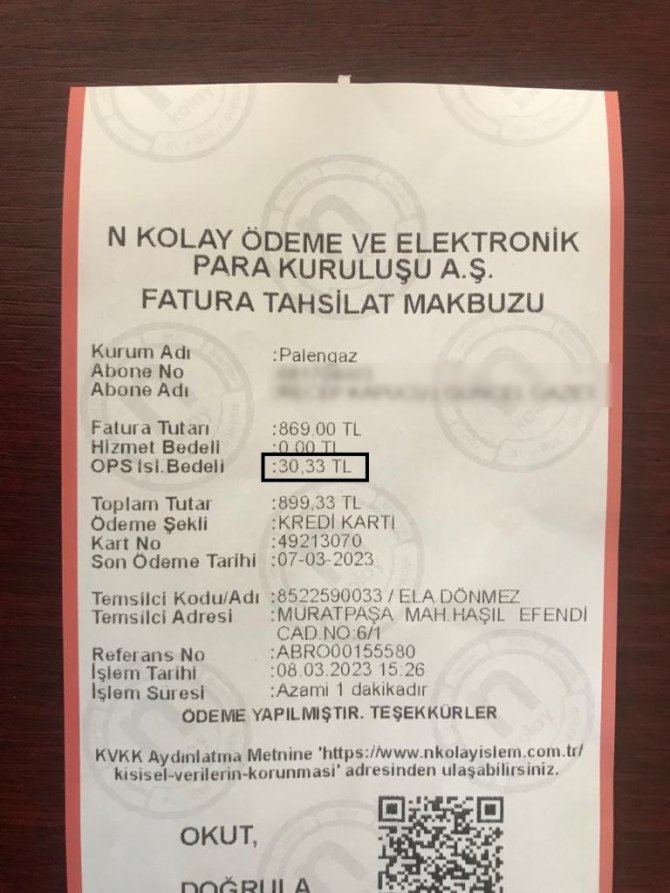 N KOLAY ÖDEME VE ELEKTRONİK
PARA KURULUŞU A.Ş.
FATURA TAHSİLAT MAKBUZU
Kurum Adı :Palengaz
Abone No
Abone Adı
Fatura Tutarı :869,00 TL
Hizmet Bedeli :0,00 TL
OPS isl.Bedeli :30,33 TL
Toplam Tutar :899,33 TL
Ödeme Şekli :KREDİ KARTI
Kart No :49213070
Son Ödeme Tarihi :07-03-2023
Temsilci Kodu/Adı :8522590033 / ELA DÖNMEZ
Temsilci Adresi :MURATPAŞA MAH.HAŞIL EFENDİ
CAD.NO:6/1
Referans No :ABRO00155580
İşlem Tarihi :08.03.2023 15:26
İşlem Suresi :Azami 1 dakikadır
ÖDEME YAPILMIŞTIR. TEŞEKKÜRLER
KVKK Aydınlatma Metnine 'https://www.nkolayislem.com.tr/
kisisel-verilerin-korunmasi' adresinden ulaşabilirsiniz.
OKUT,
DOĞRULA